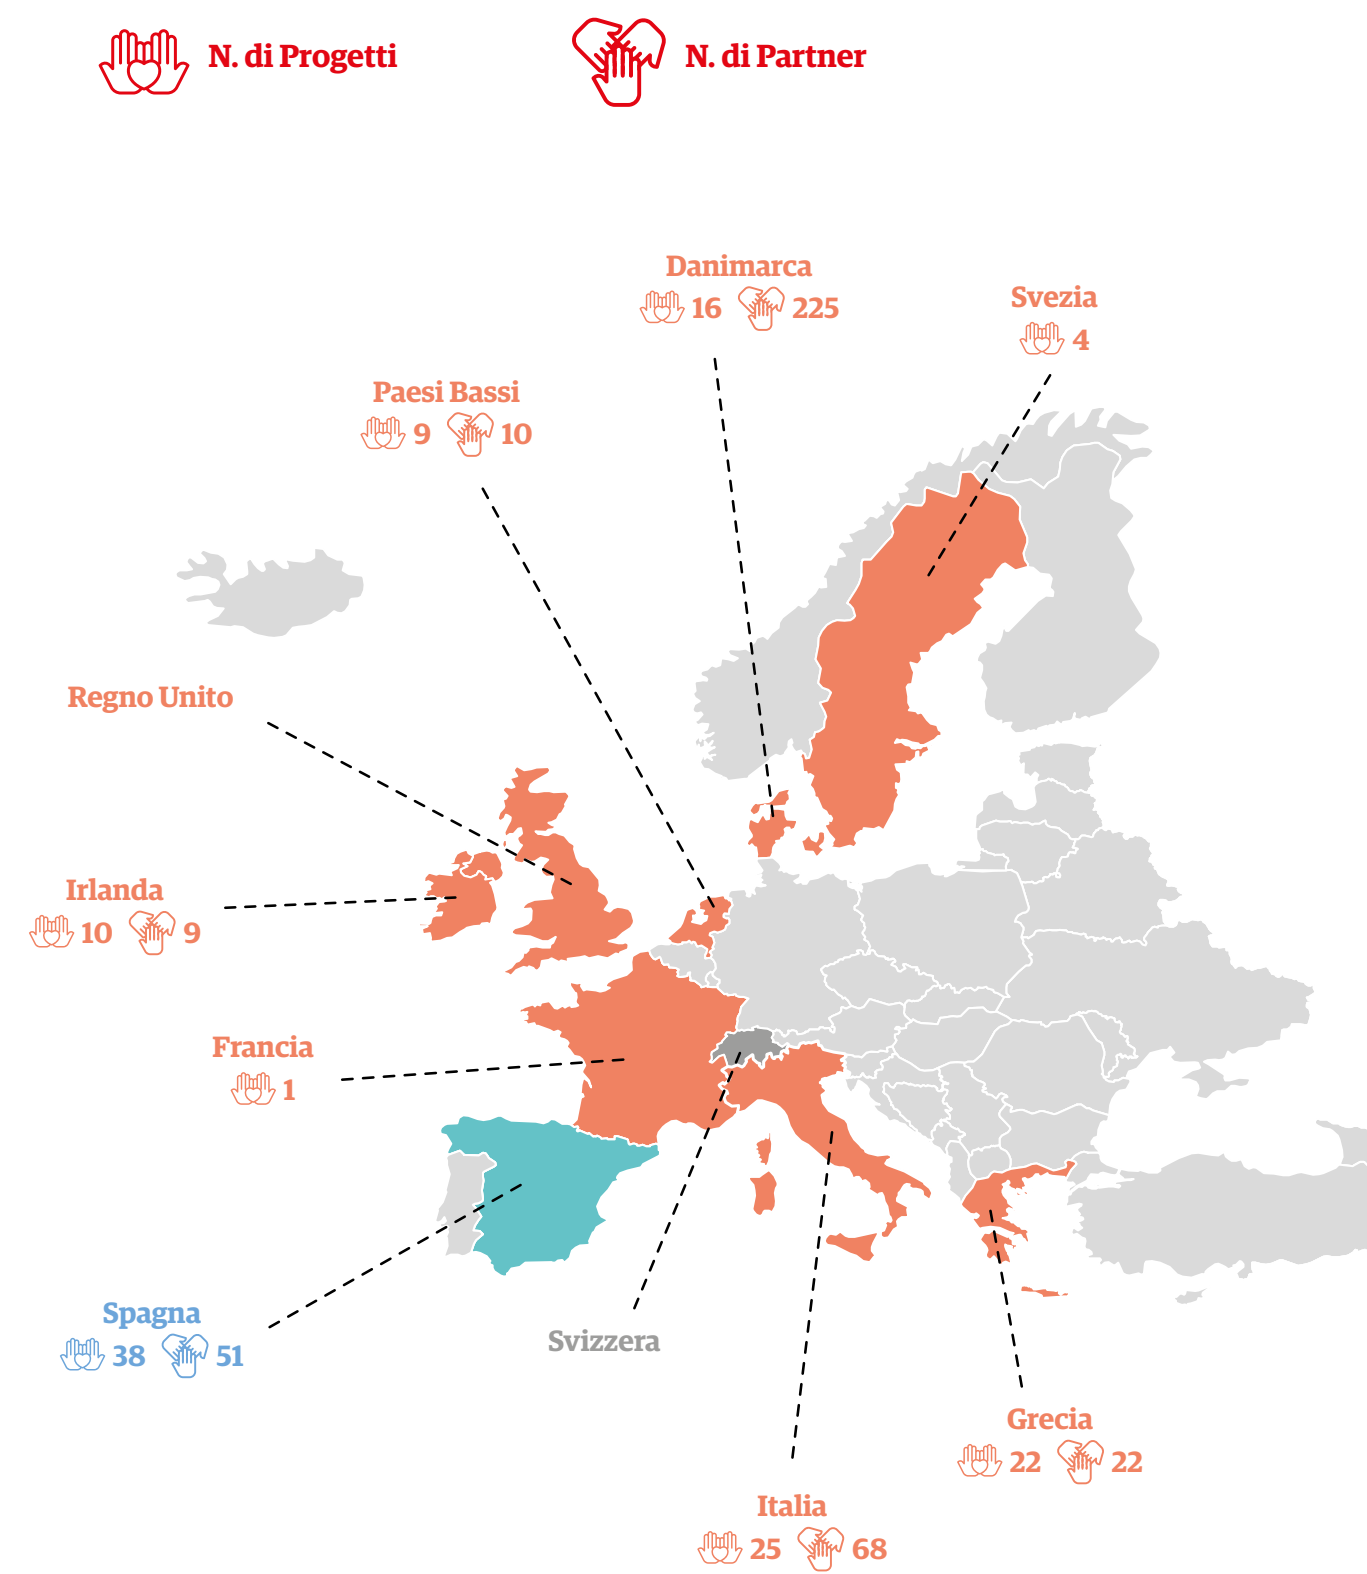 N. di Progetti
N. di Partner
Danimarca
16 225
Svezia
4
Paesi Bassi
9 10
Regno Unito
Irlanda
10 9
Francia
1
Spagna
38 51
Svizzera
Grecia
22 22
Italia
25 68